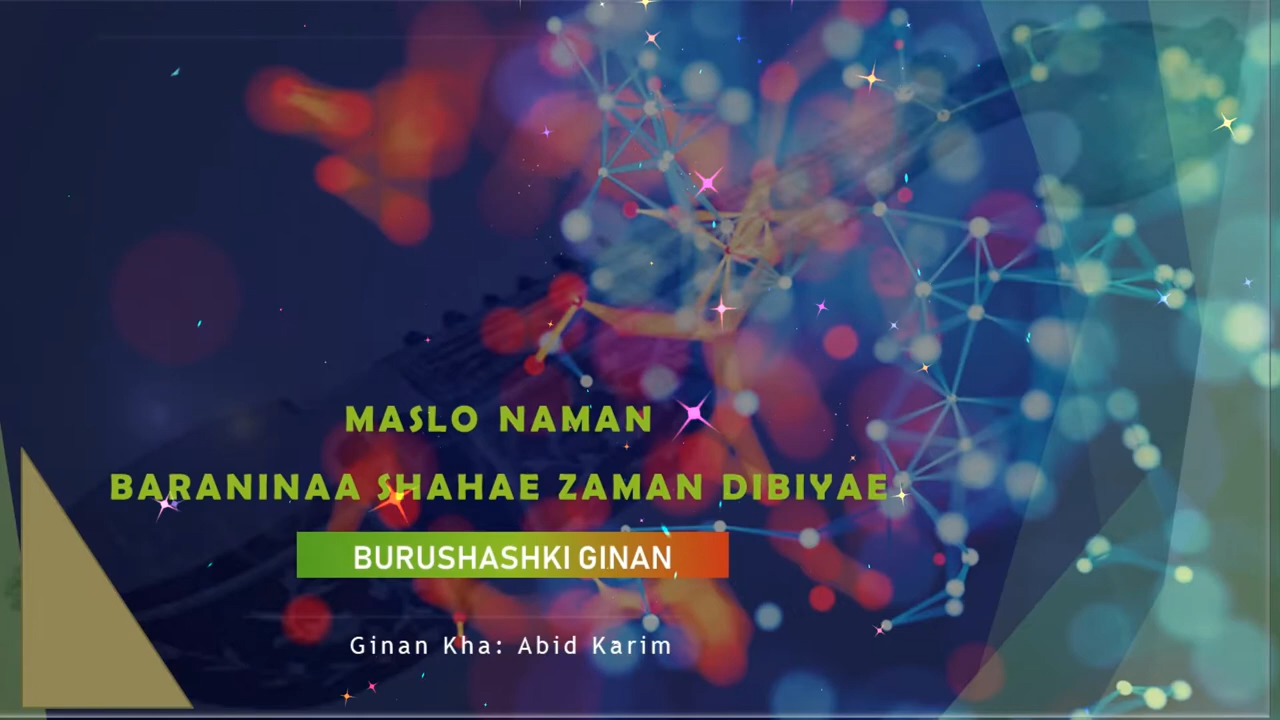 MASLO NAMAN
BARANINAA SHAHAE ZAMAN DIBIYAE
BURUSHASHKI GINAN
Ginan Kha: Abid Karim